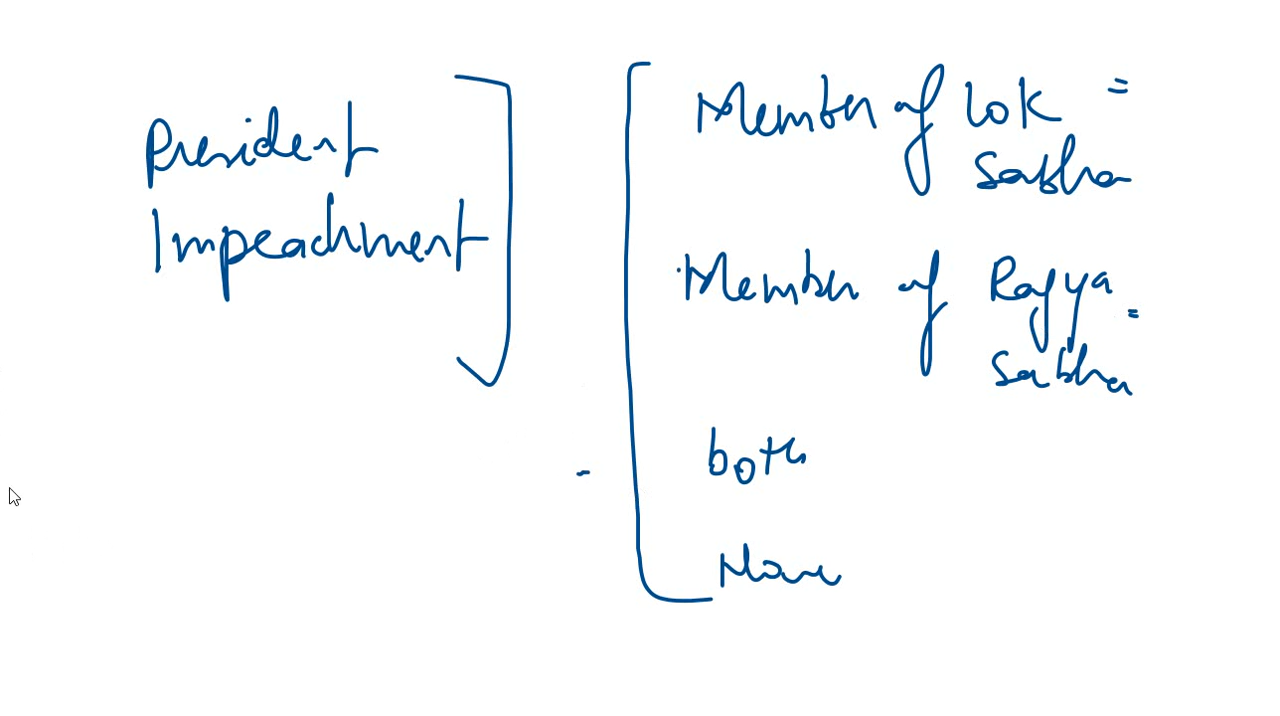 President
Impeachment
Member of Lok =
Sabha
Member of Rajya =
Sabha
- both
None